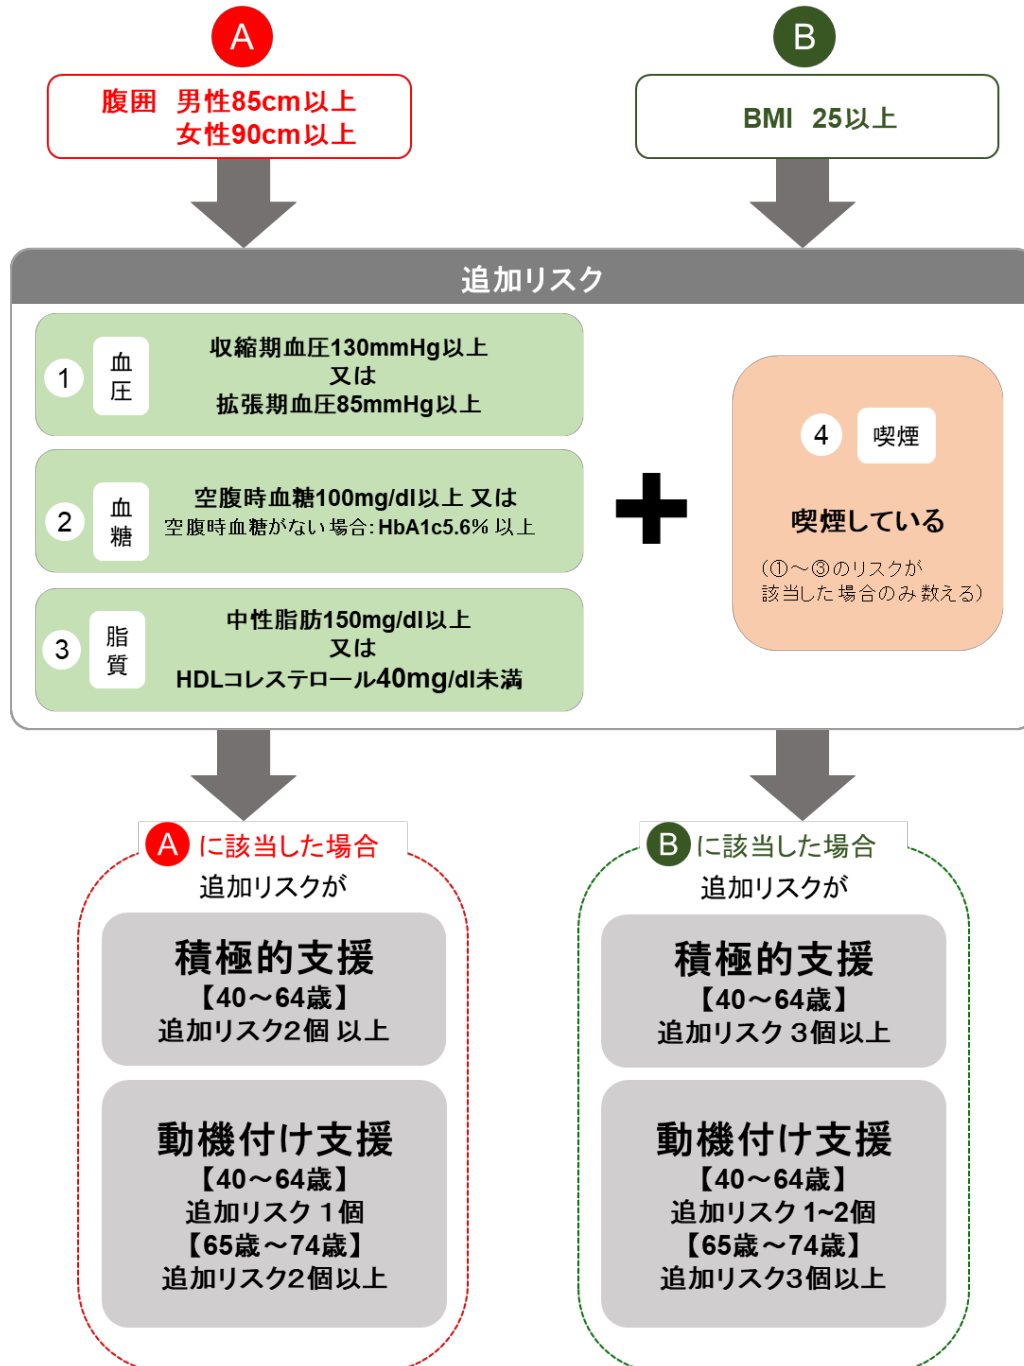 A
腹囲 男性85cm以上
女性90cm以上
B
BMI 25以上
追加リスク
1
血圧
収縮期血圧130mmHg以上
又は
拡張期血圧85mmHg以上
2
血糖
空腹時血糖100mg/dl以上 又は
空腹時血糖がない場合：HbA1c5.6% 以上
3
脂質
中性脂肪150mg/dl以上
又は
HDLコレステロール40mg/dl未満
+
4
喫煙
喫煙している
（①～③のリスクが
該当した場合のみ数える）
A に該当した場合
追加リスクが
積極的支援
【40～64歳】
追加リスク2個 以上
動機付け支援
【40～64歳】
追加リスク 1個
【65歳～74歳】
追加リスク2個以上
B に該当した場合
追加リスクが
積極的支援
【40～64歳】
追加リスク 3個以上
動機付け支援
【40～64歳】
追加リスク 1~2個
【65歳～74歳】
追加リスク3個以上